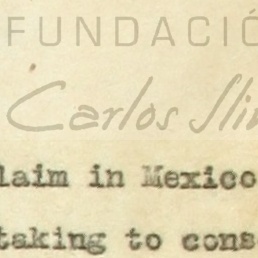 FUNDACIÓ
Carlos Sli
laim in Mexico
taking to cons